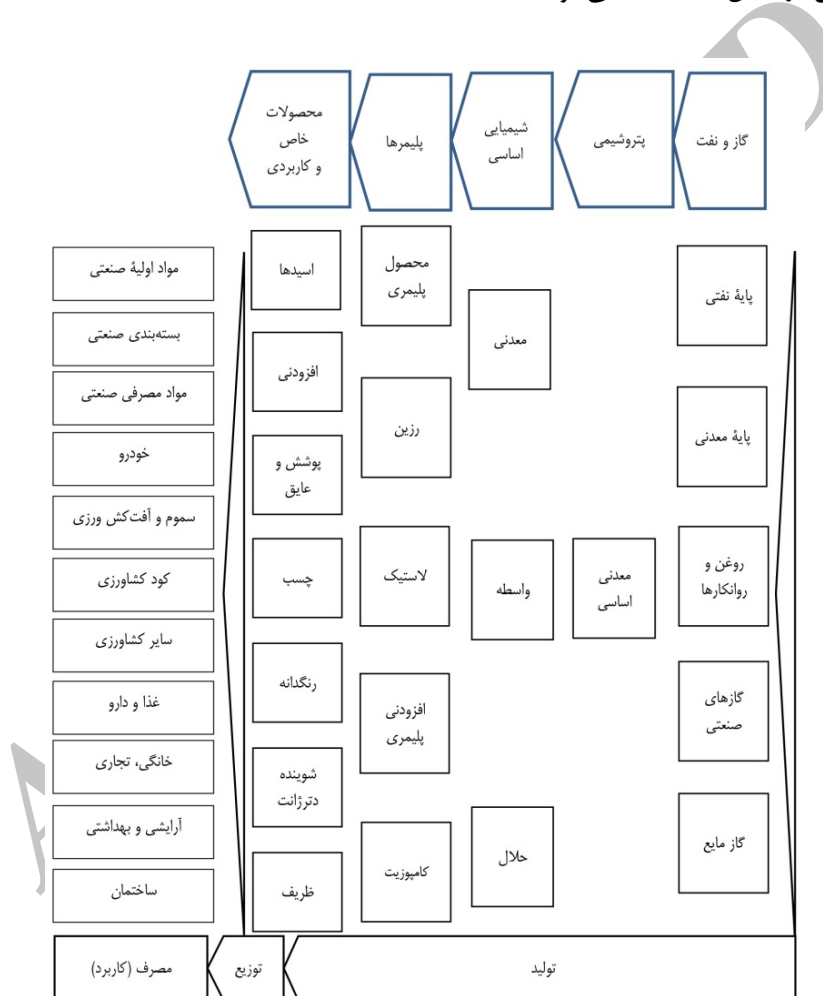 گاز و نفت
پتروشیمی
شیمیایی
اساسی
پلیمرها
محصولات
خاص
و کاربردی
پایهٔ نفتی
پایهٔ معدنی
روغن و
روانکارها
گازهای
صنعتی
گاز مایع
معدنی
اساسی
معدنی
واسطه
حلال
محصول
پلیمری
رزین
لاستیک
افزودنی
پلیمری
کامپوزیت
اسیدها
افزودنی
پوشش و
عایق
چسب
رنگدانه
شوینده
دترژانت
ظریف
مواد اولیهٔ صنعتی
بسته‌بندی صنعتی
مواد مصرفی صنعتی
خودرو
سموم و آفت‌کش ورزی
کود کشاورزی
سایر کشاورزی
غذا و دارو
خانگی، تجاری
آرایشی و بهداشتی
ساختمان
تولید
توزیع
مصرف (کاربرد)